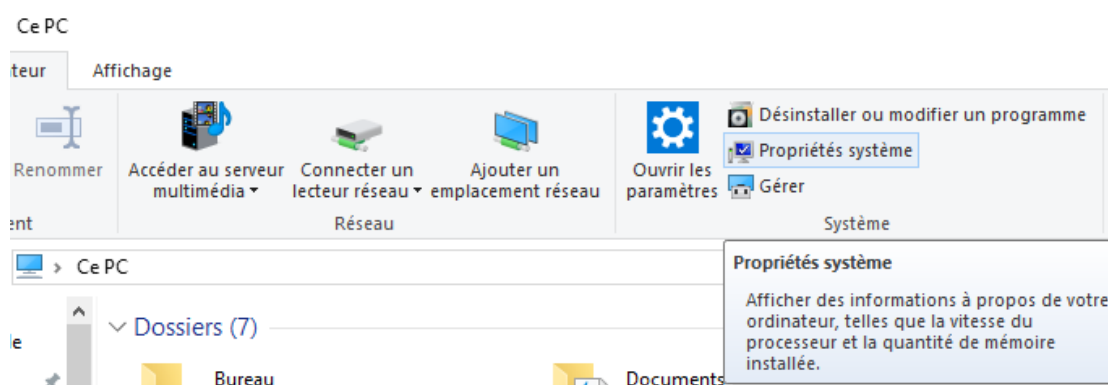 Ce PC
teur Affichage
Renommer
Accéder au serveur multimédia
Connecter un lecteur réseau
Ajouter un emplacement réseau
Ouvrir les paramètres
Désinstaller ou modifier un programme
Propriétés système
Gérer
ent Réseau Système
Ce PC
Propriétés système
Afficher des informations à propos de votre
ordinateur, telles que la vitesse du
processeur et la quantité de mémoire
installée.
Dossiers (7)
le
Bureau Documents